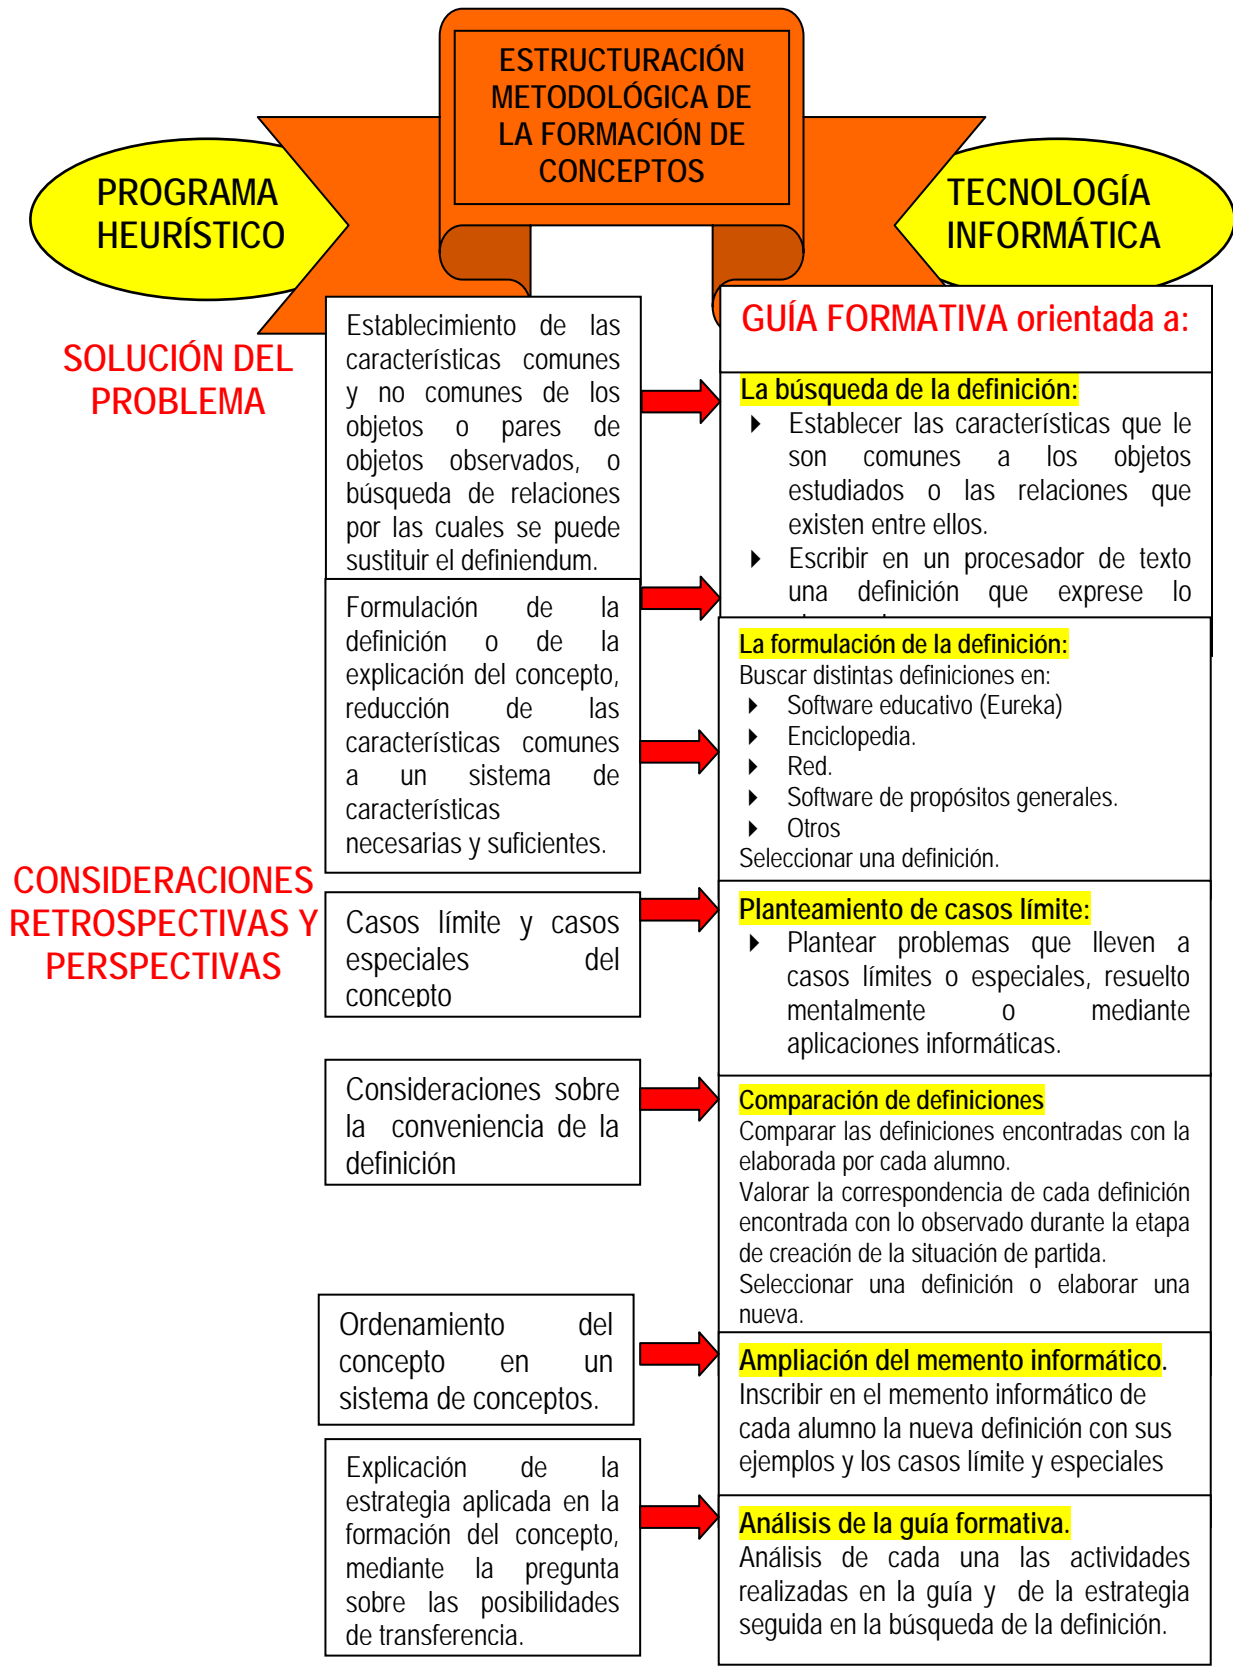 ESTRUCTURACIÓN
METODOLÓGICA DE
LA FORMACIÓN DE
CONCEPTOS
PROGRAMA
HEURÍSTICO
TECNOLOGÍA
INFORMÁTICA
SOLUCIÓN DEL
PROBLEMA
Establecimiento de las
características comunes
y no comunes de los
objetos o pares de
objetos observados, o
búsqueda de relaciones
por las cuales se puede
sustituir el definiendum.
Formulación de la
definición o de la
explicación del concepto,
reducción de las
características comunes
a un sistema de
características
necesarias y suficientes.
GUÍA FORMATIVA orientada a:
La búsqueda de la definición:
Establecer las características que le
son comunes a los objetos
estudiados o las relaciones que
existen entre ellos.
Escribir en un procesador de texto
una definición que exprese lo
La formulación de la definición:
Buscar distintas definiciones en:
Software educativo (Eureka)
Enciclopedia.
Red.
Software de propósitos generales.
Otros
Seleccionar una definición.
CONSIDERACIONES
RETROSPECTIVAS Y
PERSPECTIVAS
Casos límite y casos
especiales del
concepto
Planteamiento de casos límite:
Plantear problemas que lleven a
casos límites o especiales, resuelto
mentalmente o mediante
aplicaciones informáticas.
Consideraciones sobre
la conveniencia de la
definición
Comparación de definiciones
Comparar las definiciones encontradas con la
elaborada por cada alumno.
Valorar la correspondencia de cada definición
encontrada con lo observado durante la etapa
de creación de la situación de partida.
Seleccionar una definición o elaborar una
nueva.
Ordenamiento del
concepto en un
sistema de conceptos.
Ampliación del memento informático.
Inscribir en el memento informático de
cada alumno la nueva definición con sus
ejemplos y los casos límite y especiales
Explicación de la
estrategia aplicada en la
formación del concepto,
mediante la pregunta
sobre las posibilidades
de transferencia.
Análisis de la guía formativa.
Análisis de cada una las actividades
realizadas en la guía y de la estrategia
seguida en la búsqueda de la definición.